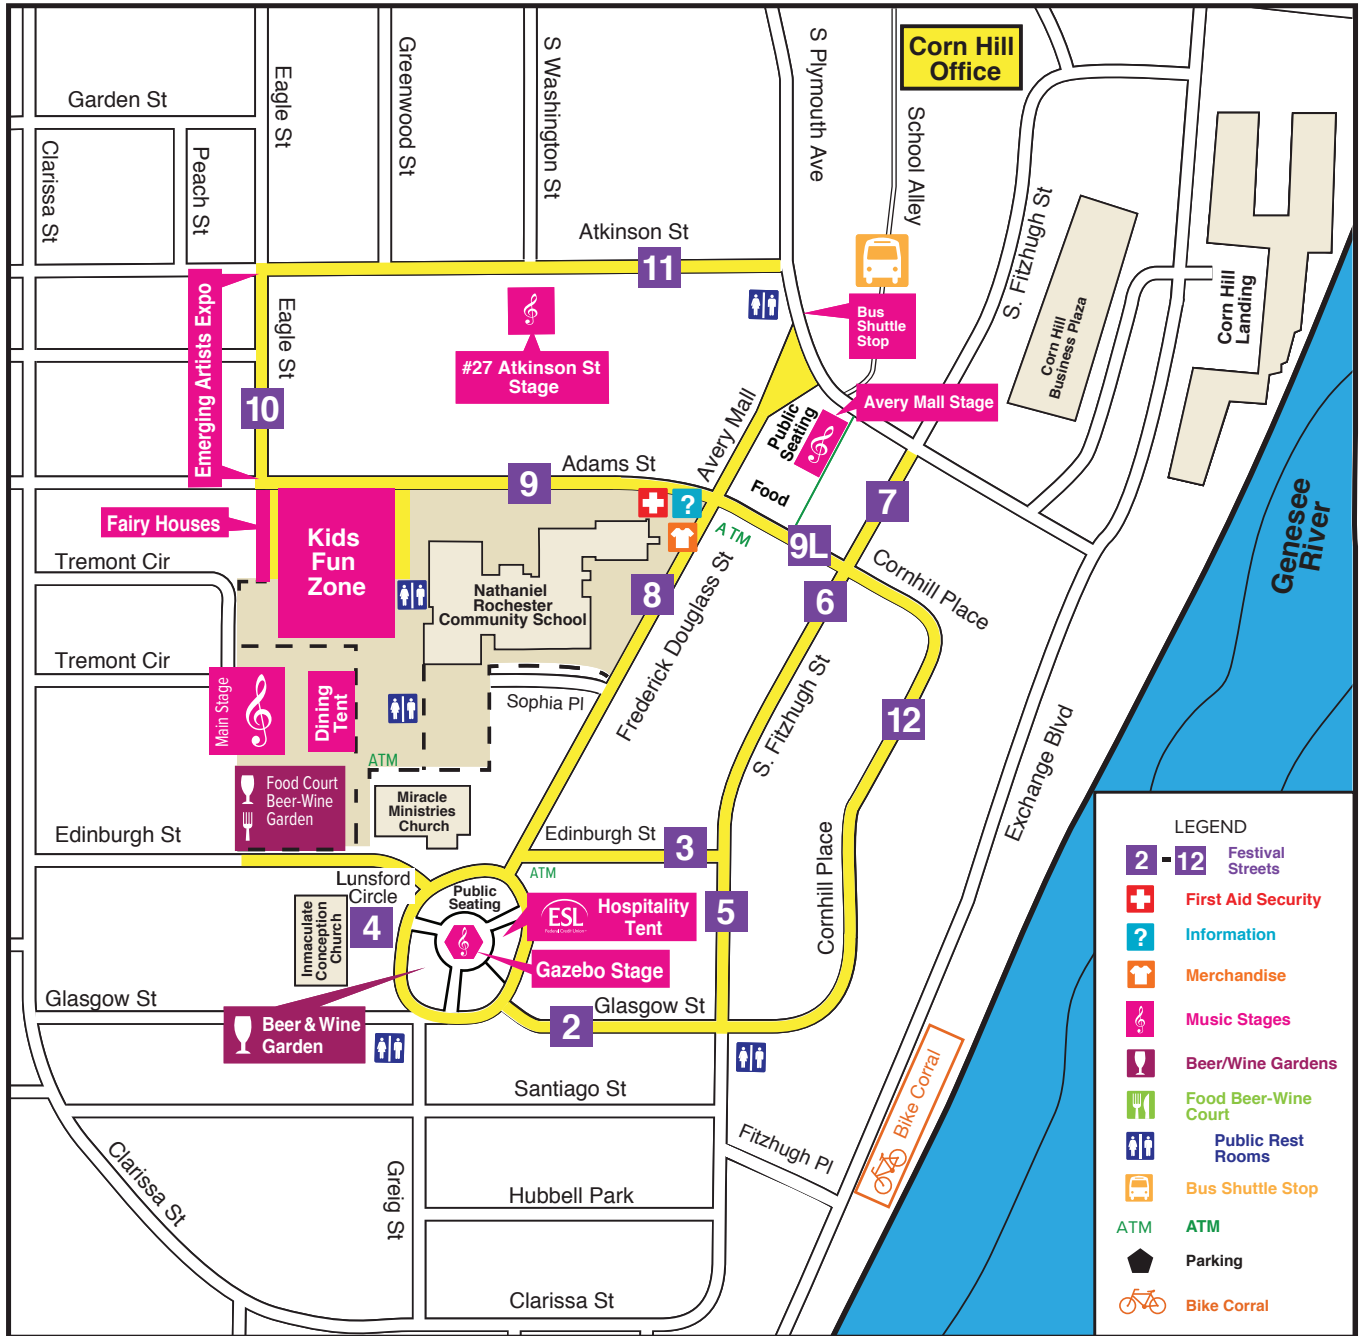 Corn Hill
Office
Garden St
Clarissa St
Peach St
Eagle St
Greenwood St
S Washington St
S Plymouth Ave
School Alley
S. Fitzhugh St
Atkinson St
11
Emerging Artists Expo
Eagle St
10
#27 Atkinson St
Stage
Bus
Shuttle
Stop
Avery Mall Stage
Corn Hill
Business Plaza
Corn Hill
Landing
Genesee
River
Avery Mall
Public
Seating
Food
Adams St
9
?
ATM
9L
7
6
8
Fairy Houses
Kids
Fun
Zone
Tremont Cir
Nathaniel
Rochester
Community School
Frederick Douglass St
Cornhill Place
Tremont Cir
Main Stage
Dining
Tent
Sophia Pl
S. Fitzhugh St
12
ATM
Food Court
Beer-Wine
Garden
Miracle
Ministries
Church
Exchange Blvd
Edinburgh St
Edinburgh St
3
Cornhill Place
Lunsford
Circle
4
Public
Seating
ATM
ESL
Federal Credit Union
Hospitality
Tent
5
Inmaculate
Conception
Church
Gazebo Stage
Glasgow St
Glasgow St
2
Beer & Wine
Garden
Santiago St
Bike Corral
Fitzhugh Pl
Clarissa St
Greig St
Hubbell Park
Clarissa St
LEGEND
2 - 12 Festival
Streets
First Aid Security
? Information
Merchandise
Music Stages
Beer/Wine Gardens
Food Beer-Wine
Court
Public Rest
Rooms
Bus Shuttle Stop
ATM ATM
Parking
Bike Corral